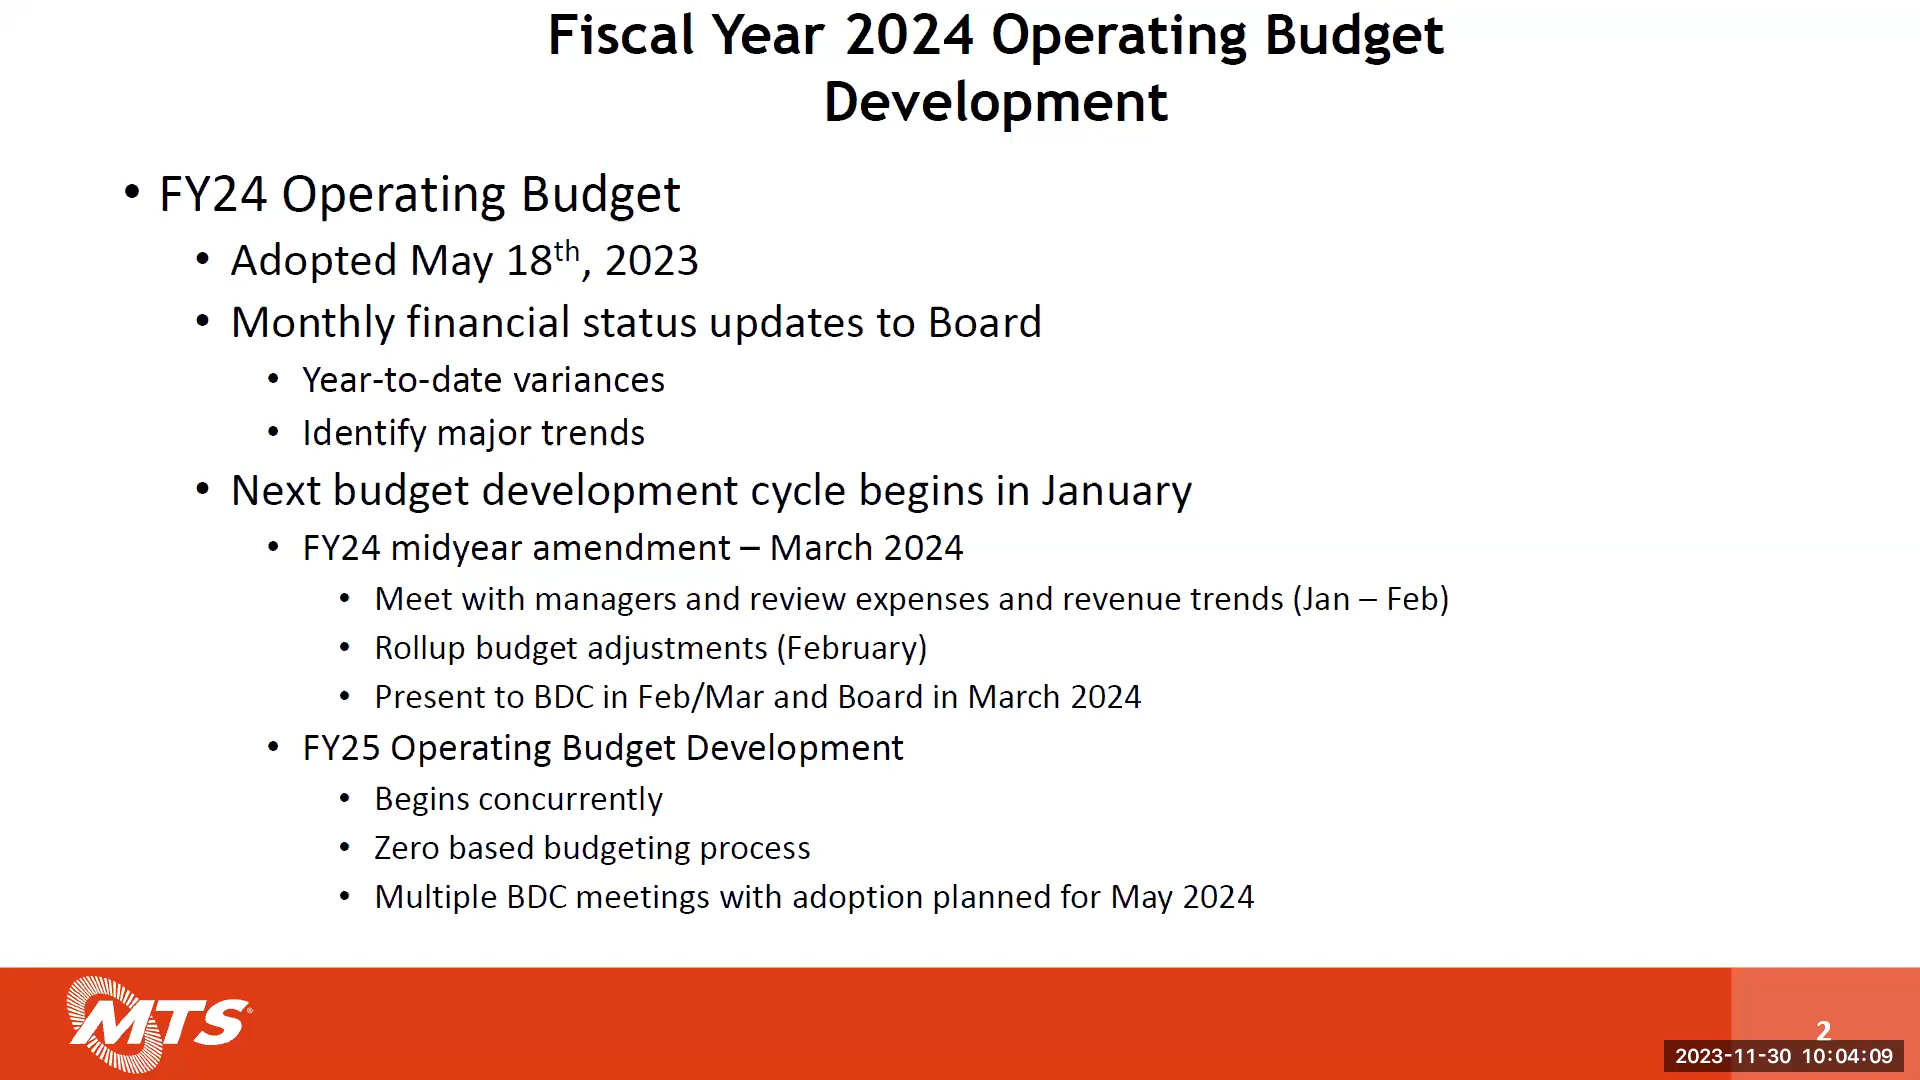 Fiscal Year 2024 Operating Budget
Development
• FY24 Operating Budget
• Adopted May 18th, 2023
• Monthly financial status updates to Board
• Year-to-date variances
• Identify major trends
• Next budget development cycle begins in January
• FY24 midyear amendment – March 2024
• Meet with managers and review expenses and revenue trends (Jan – Feb)
• Rollup budget adjustments (February)
• Present to BDC in Feb/Mar and Board in March 2024
• FY25 Operating Budget Development
• Begins concurrently
• Zero based budgeting process
• Multiple BDC meetings with adoption planned for May 2024
MTS®
2
2023-11-30 10:04:09